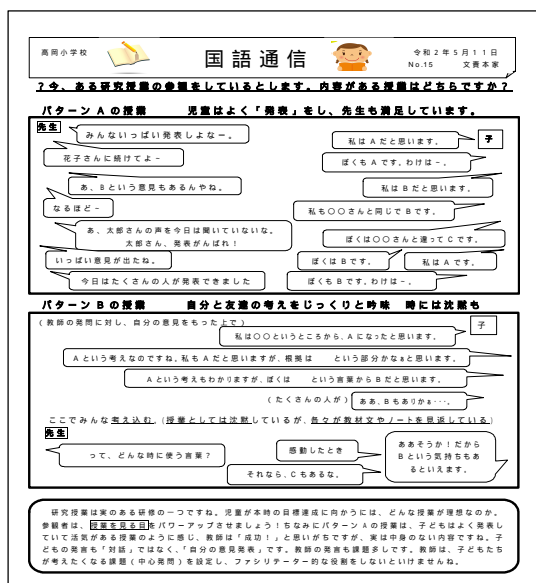 高岡小学校
国語通信
令和２年５月１１日
No.15　文責本家
？今、ある研究授業の参観をしているとします。内容がある授業はどちらですか？
パターンＡの授業　児童はよく「発表」をし、先生も満足しています。
先生
みんないっぱい発表しよなー。
子
私はＡだと思います。
花子さんに続けてよ－
ぼくもＡです。わけは－。
あ、Ｂという意見もあるんやね。
私はＢだと思います。
なるほど－
私も〇〇さんと同じでＢです。
あ、太郎さんの声を今日は聞いていないな。
太郎さん、発表がんばれ！
ぼくは〇〇さんと違ってＣです。
いっぱい意見が出たね。
ぼくはＢです。
私はＡです。
今日はたくさんの人が発表できました
ぼくもＢです。わけは－。
パターンＢの授業　自分と友達の考えをじっくりと吟味　時には沈黙も
（教師の発問に対し、自分の意見をもった上で）
子
私は〇〇というところから、Ａになったと思います。
Ａという考えなのですね。私もＡだと思いますが、根拠は　という部分かなぁと思います。
Ａという考えもわかりますが、ぼくは　という言葉からＢだと思います。
（たくさんの人が）
ああ、Ｂもありかぁ…。
ここでみんな考え込む。（授業としては沈黙しているが、各々が教材文やノートを見返している。）
先生
って、どんな時に使う言葉？
感動したとき
ああそうか！だから
Ｂという気持ちもあ
るといえます。
それなら、Ｃもあるな。
研究授業は実のある研修の一つですね。児童が本時の目標達成に向かうには、どんな授業が理想なのか。
参観者は、授業を見る目をパワーアップさせましょう！ちなみにパターンＡの授業は、子どもはよく発表し
ていて活気がある授業のように感じ、教師は「成功！」と思いがちですが、実は中身のない内容ですね。子
どもの発言も「対話」ではなく、「自分の意見発表」です。教師の発言も課題多しです。教師は、子どもたち
が考えたくなる課題（中心発問）を設定し、ファシリテーター的な役割をしないといけませんね。